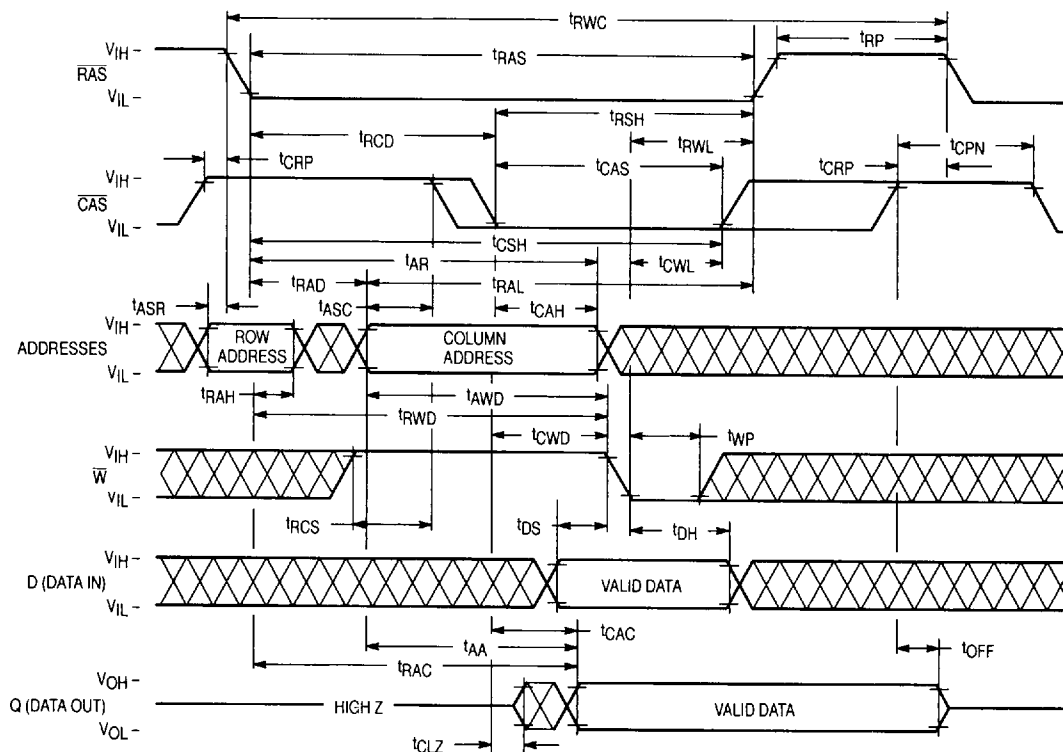 tRWC
tRAS
tRP
VIH
RAS
VIL
tRSH
tRCD
tRWL
tCRP
tCAS
tCRP
tCPN
VIH
CAS
VIL
tCSH
tAR
tCWL
tRAD
tRAL
tASR
tASC
tCAH
VIH
ADDRESSES
ROW ADDRESS
COLUMN ADDRESS
VIL
tRAH
tAWD
tRWD
tCWD
tWP
VIH
W
VIL
tRCS
tDS
tDH
VIH
D (DATA IN)
VALID DATA
VIL
tCAC
tAA
tOFF
tRAC
VOH
Q (DATA OUT)
HIGH Z
VALID DATA
VOL
tCLZ